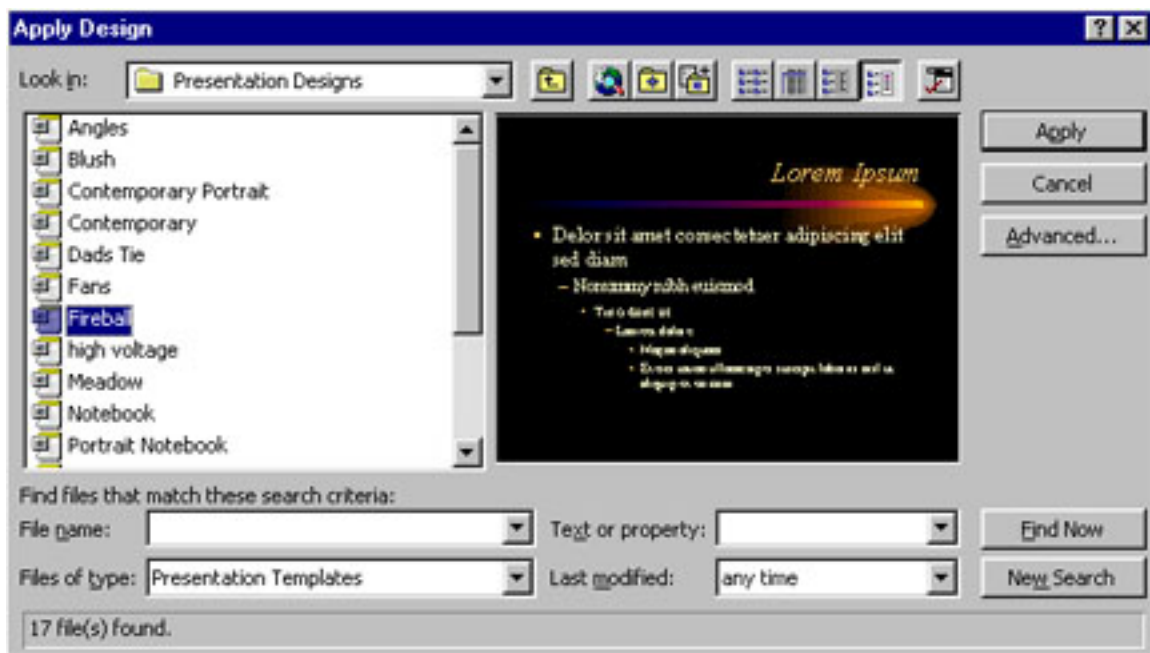 Apply Design
Look in: Presentation Designs
Angles
Blush
Contemporary Portrait
Contemporary
Dads Tie
Fans
Fireball
high voltage
Meadow
Notebook
Portrait Notebook
Lorem Ipsum
• Delor sit amet consectetuer adipiscing elit
sed diam
– Nonummy nibh euismod
Apply
Cancel
Advanced...
Find files that match these search criteria:
File name: Text or property: Find Now
Files of type: Presentation Templates Last modified: any time New Search
17 file(s) found.